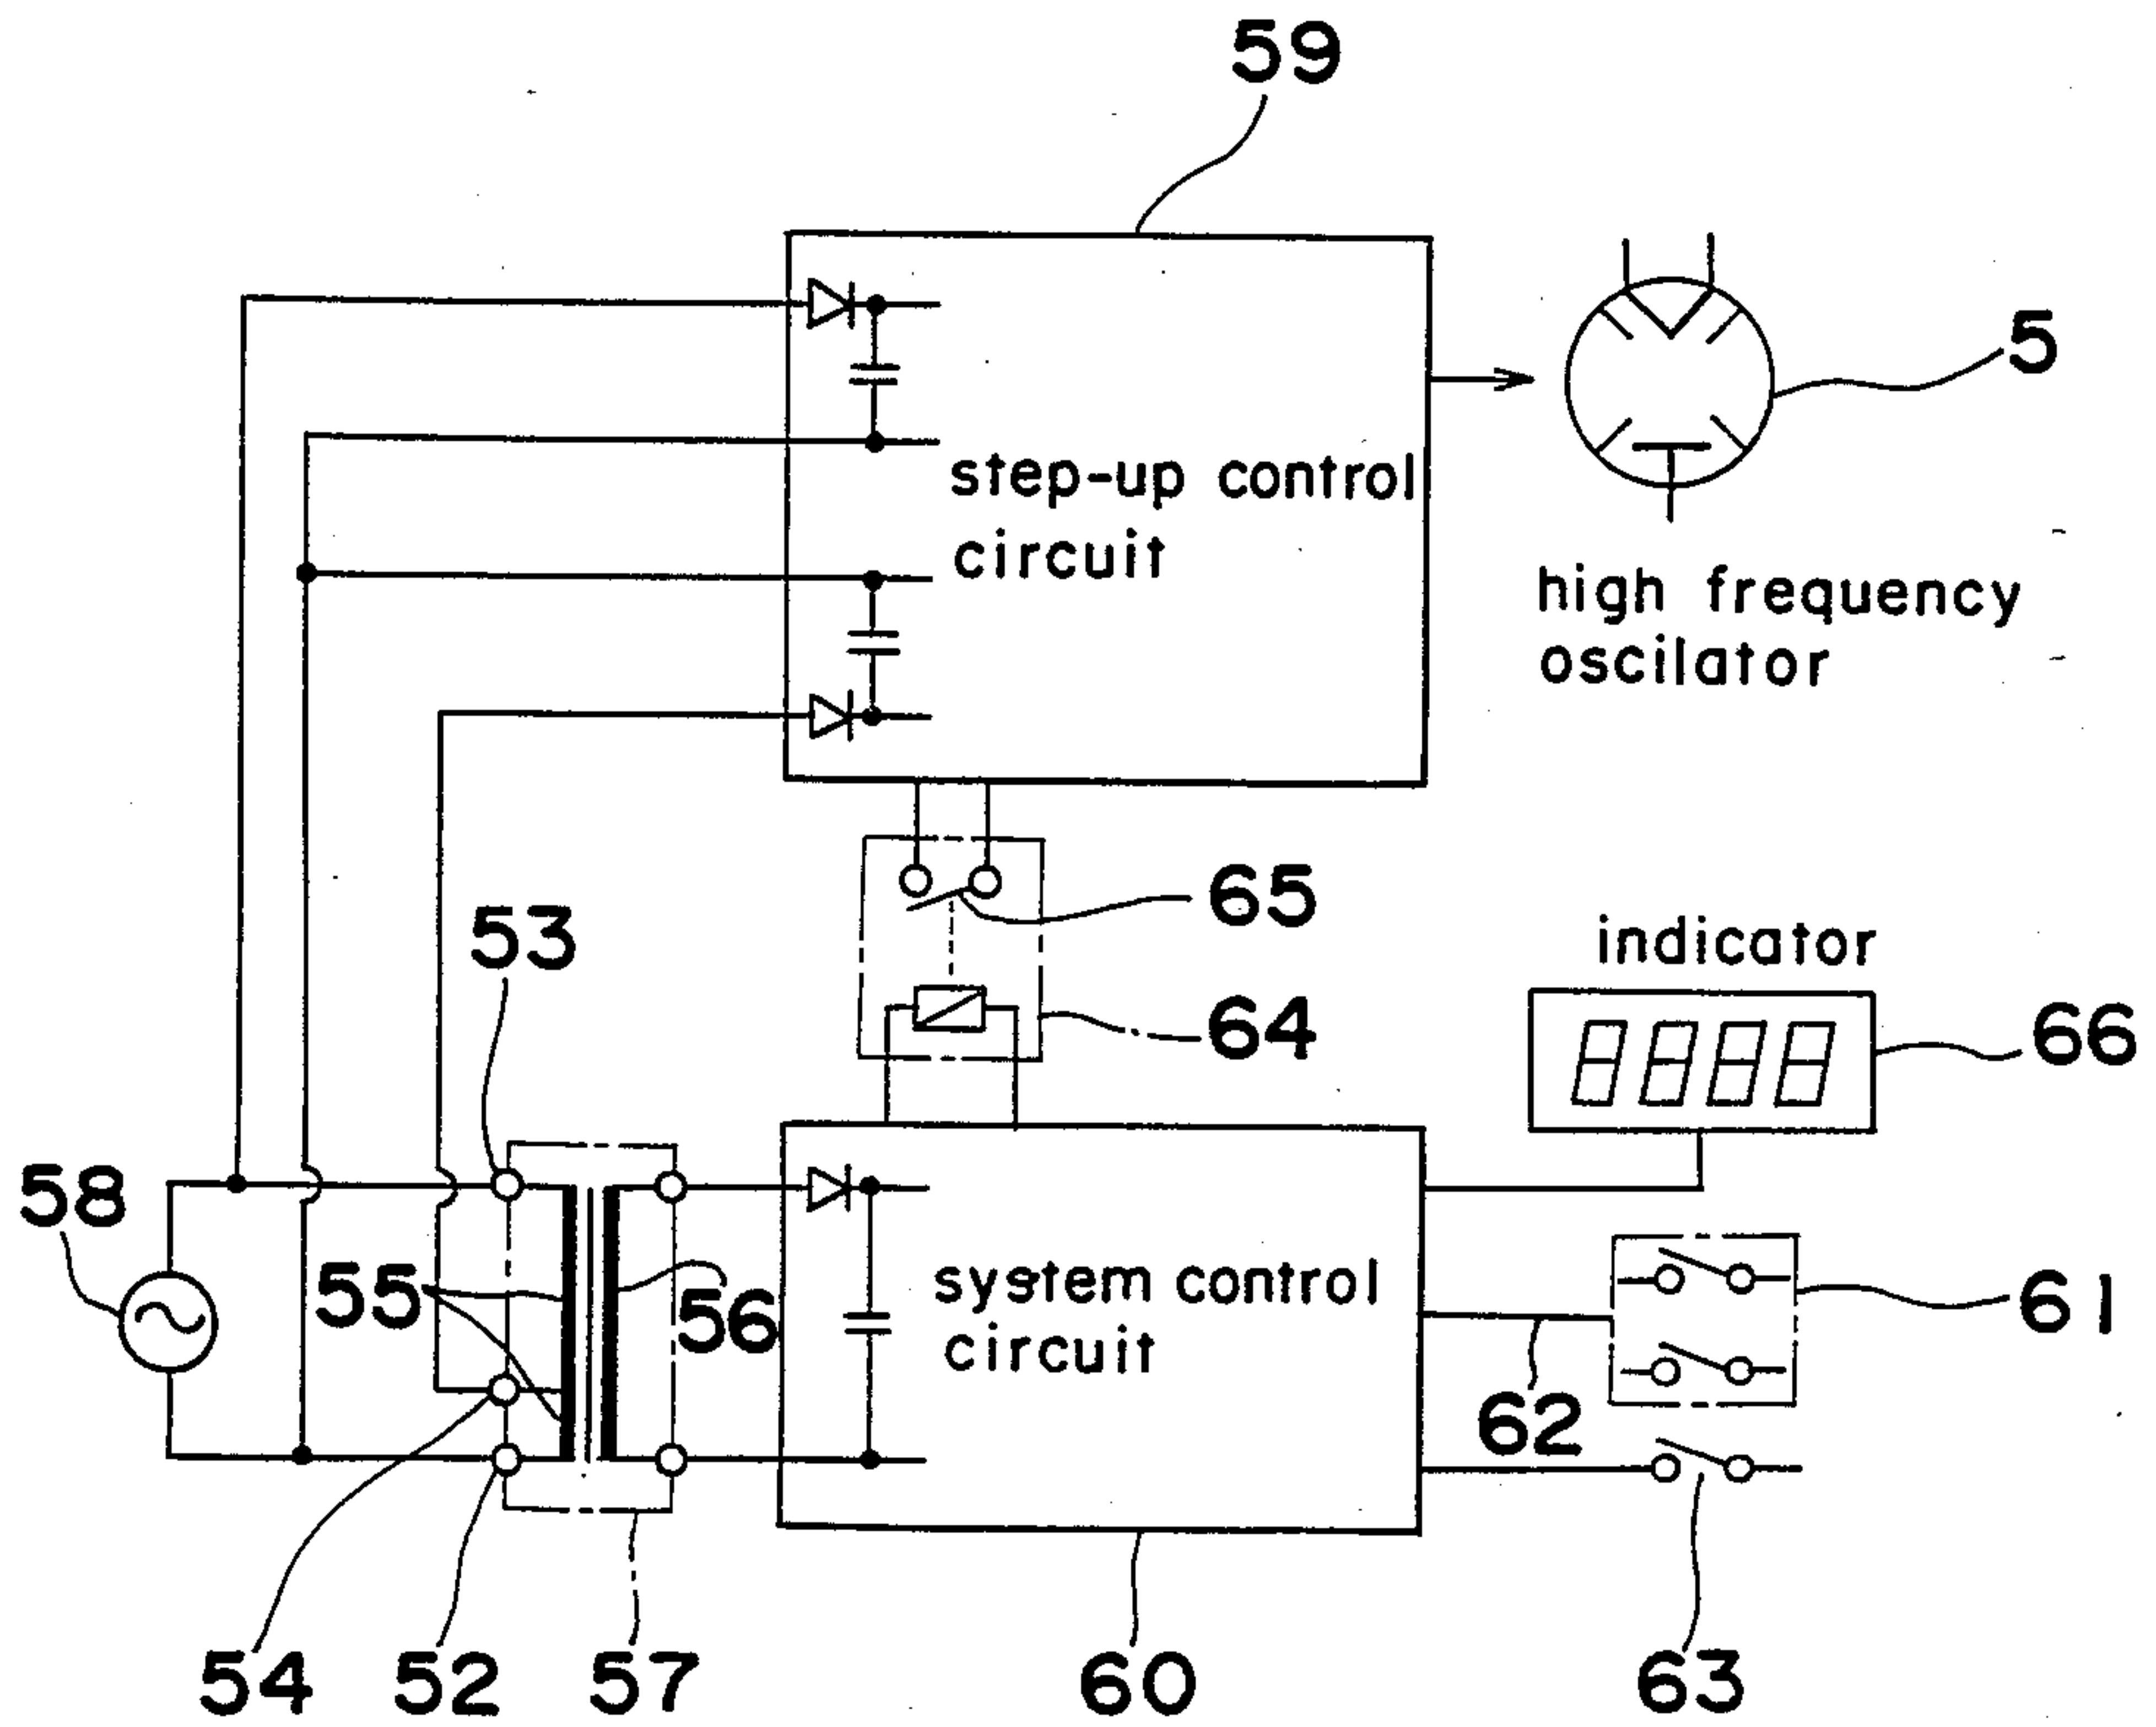 59
5
step-up control
circuit
high frequency
oscilator
65
53
indicator
64
8888
66
58
55
56
system control
circuit
61
62
54
52
57
60
63